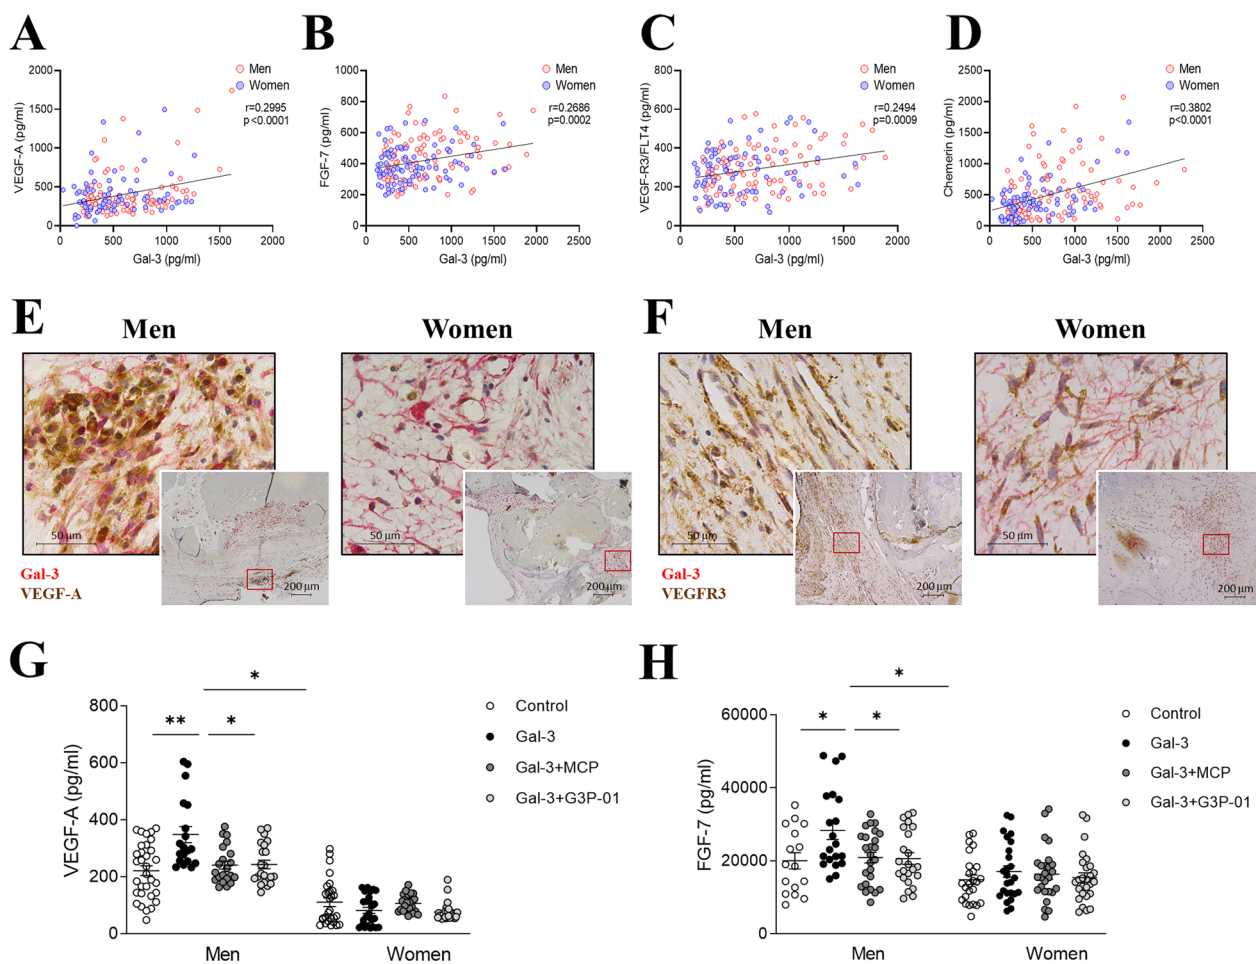 A
B
C
D
2000
1500
1000
500
0
VEGF-A (pg/ml)
0 500 1000 1500 2000
Gal-3 (pg/ml)
Men
Women
r=0.2995
p<0.0001
1000
800
600
400
200
0
FGF-7 (pg/ml)
0 500 1000 1500 2000 2500
Gal-3 (pg/ml)
Men
Women
r=0.2686
p=0.0002
800
600
400
200
0
VEGF-R3/FLT4 (pg/ml)
0 500 1000 1500 2000
Gal-3 (pg/ml)
Men
Women
r=0.2494
p=0.0009
2500
2000
1500
1000
500
0
Chemerin (pg/ml)
0 500 1000 1500 2000 2500
Gal-3 (pg/ml)
Men
Women
r=0.3802
p<0.0001
E
Men
Women
50 μm
200 μm
50 μm
200 μm
Gal-3
VEGF-A
F
Men
Women
50 μm
200 μm
50 μm
200 μm
Gal-3
VEGFR3
G
800
600
400
200
0
VEGF-A (pg/ml)
*
** *
Men Women
Control
Gal-3
Gal-3+MCP
Gal-3+G3P-01
H
60000
40000
20000
0
FGF-7 (pg/ml)
*
* *
Men Women
Control
Gal-3
Gal-3+MCP
Gal-3+G3P-01